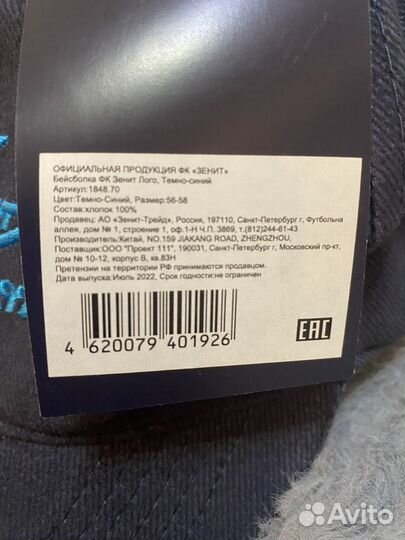 ОФИЦИАЛЬНАЯ ПРОДУКЦИЯ ФК «ЗЕНИТ»
Бейсболка ФК Зенит Лого, Темно-синий
Артикул:1848.70
Цвет:Темно-Синий, Размер:56-58
Состав:хлопок 100%
Продавец: АО «Зенит-Трейд», Россия, 197110, Санкт-Петербург г, Футбольна
аллея, дом № 1, строение 1, оф.1-Н Ч.П. 3869, т.(812)244-61-43
Производитель:Китай, NO.159 JIAKANG ROAD, ZHENGZHOU,
Поставщик:ООО "Проект 111", 190031, Санкт-Петербург г, Московский пр-кт,
дом № 10-12, корпус В, кв.83Н
Претензии на территории РФ принимаются продавцом.
Дата выпуска:Июль 2022, Срок годности:не ограничен
4 620079 401926
EAC
Avito